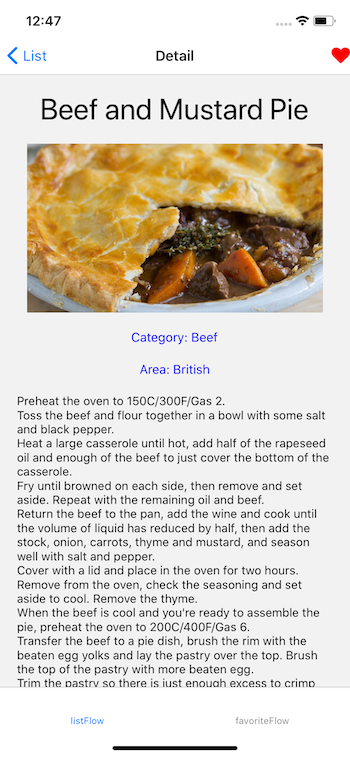 12:47
List
Detail
Beef and Mustard Pie
Category: Beef
Area: British
Preheat the oven to 150C/300F/Gas 2.
Toss the beef and flour together in a bowl with some salt
and black pepper.
Heat a large casserole until hot, add half of the rapeseed
oil and enough of the beef to just cover the bottom of the
casserole.
Fry until browned on each side, then remove and set
aside. Repeat with the remaining oil and beef.
Return the beef to the pan, add the wine and cook until
the volume of liquid has reduced by half, then add the
stock, onion, carrots, thyme and mustard, and season
well with salt and pepper.
Cover with a lid and place in the oven for two hours.
Remove from the oven, check the seasoning and set
aside to cool. Remove the thyme.
When the beef is cool and you're ready to assemble the
pie, preheat the oven to 200C/400F/Gas 6.
Transfer the beef to a pie dish, brush the rim with the
beaten egg yolks and lay the pastry over the top. Brush
the top of the pastry with more beaten egg.
Trim the pastry so there is just enough excess to crimp
listFlow
favoriteFlow